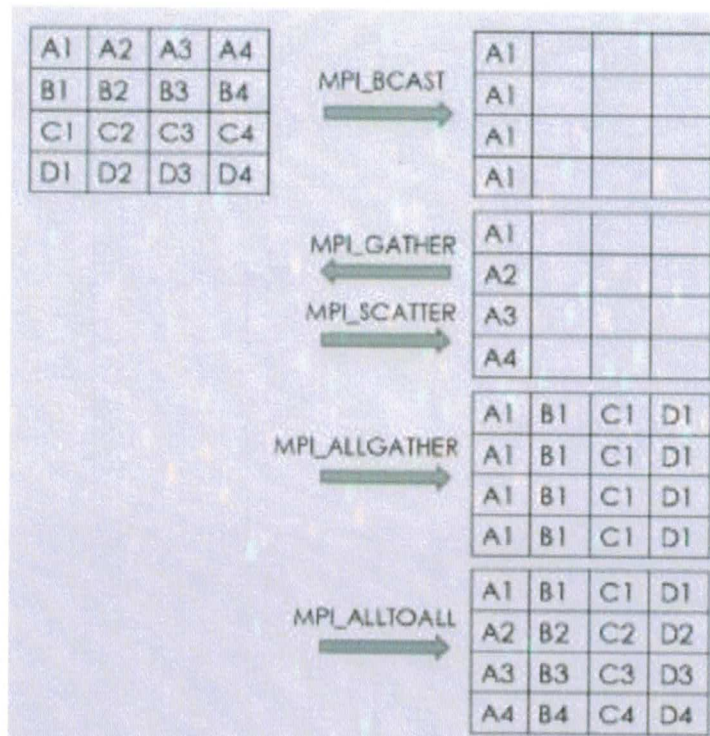 A1 A2 A3 A4
B1 B2 B3 B4
C1 C2 C3 C4
D1 D2 D3 D4
MPI_BCAST
A1
A1
A1
A1
MPI_GATHER
MPI_SCATTER
A1
A2
A3
A4
MPI_ALLGATHER
A1 B1 C1 D1
A1 B1 C1 D1
A1 B1 C1 D1
A1 B1 C1 D1
MPI_ALLTOALL
A1 B1 C1 D1
A2 B2 C2 D2
A3 B3 C3 D3
A4 B4 C4 D4